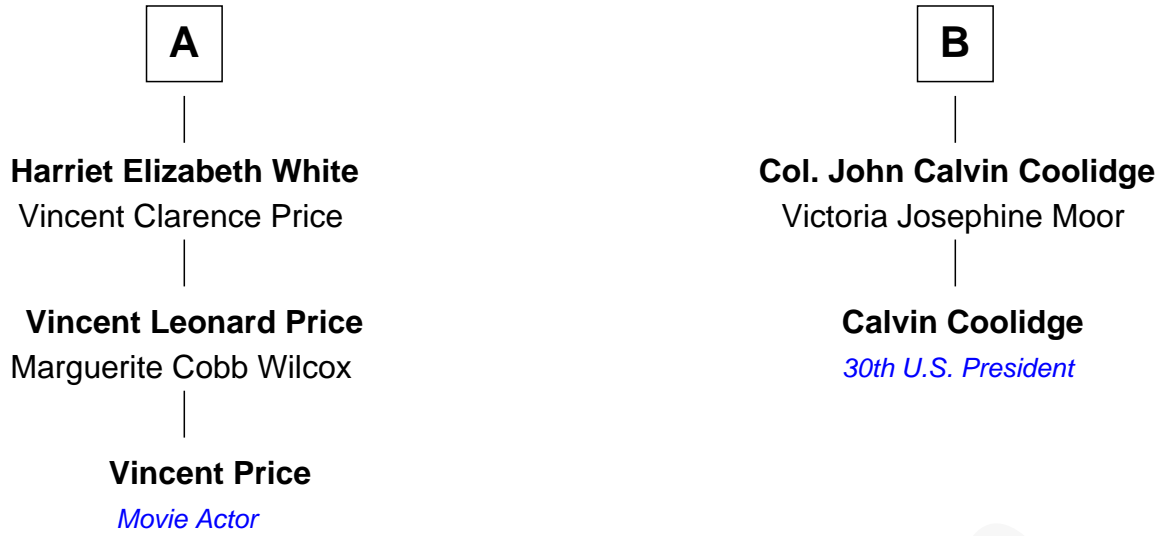 A
Harriet Elizabeth White
Vincent Clarence Price
Vincent Leonard Price
Marguerite Cobb Wilcox
Vincent Price
Movie Actor
B
Col. John Calvin Coolidge
Victoria Josephine Moor
Calvin Coolidge
30th U.S. President